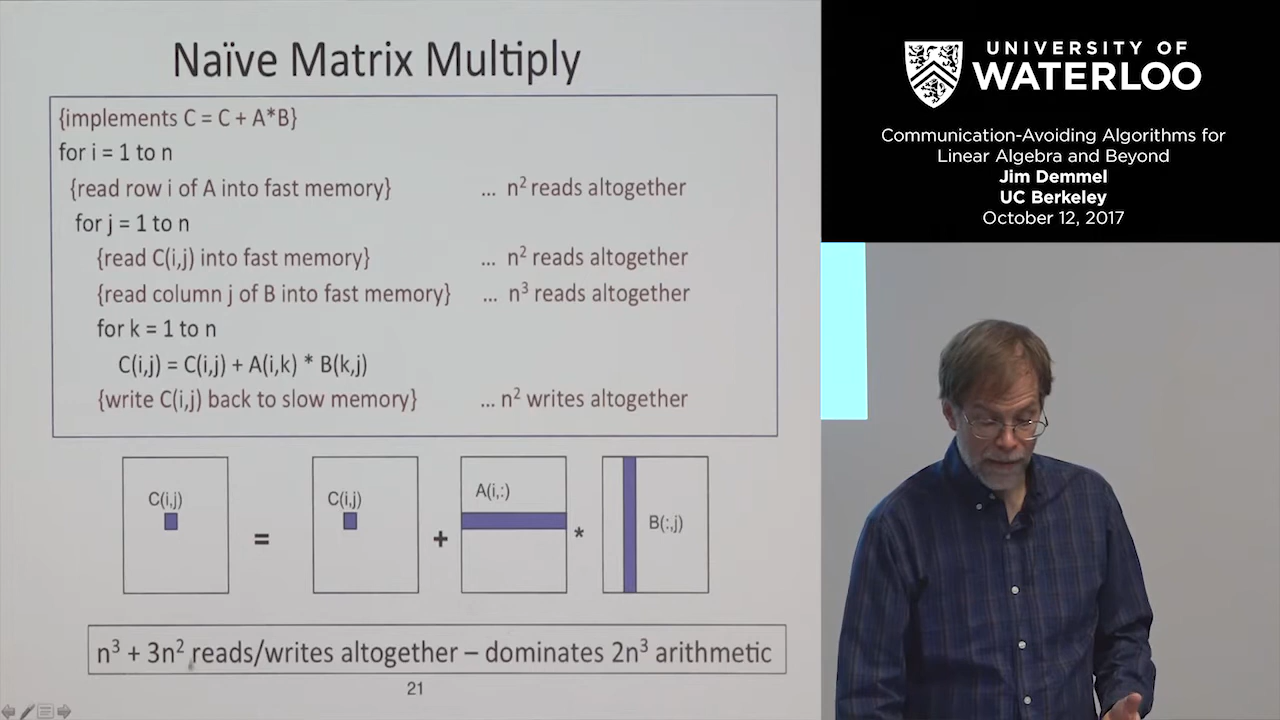 Naïve Matrix Multiply
{implements C = C + A*B}
for i = 1 to n
{read row i of A into fast memory} ... n² reads altogether
for j = 1 to n
{read C(i,j) into fast memory} ... n² reads altogether
{read column j of B into fast memory} ... n³ reads altogether
for k = 1 to n
C(i,j) = C(i,j) + A(i,k) * B(k,j)
{write C(i,j) back to slow memory} ... n² writes altogether
C(i,j) = C(i,j) + A(i,:) * B(:,j)
n³ + 3n² reads/writes altogether – dominates 2n³ arithmetic
21
UNIVERSITY OF
WATERLOO
Communication-Avoiding Algorithms for
Linear Algebra and Beyond
Jim Demmel
UC Berkeley
October 12, 2017